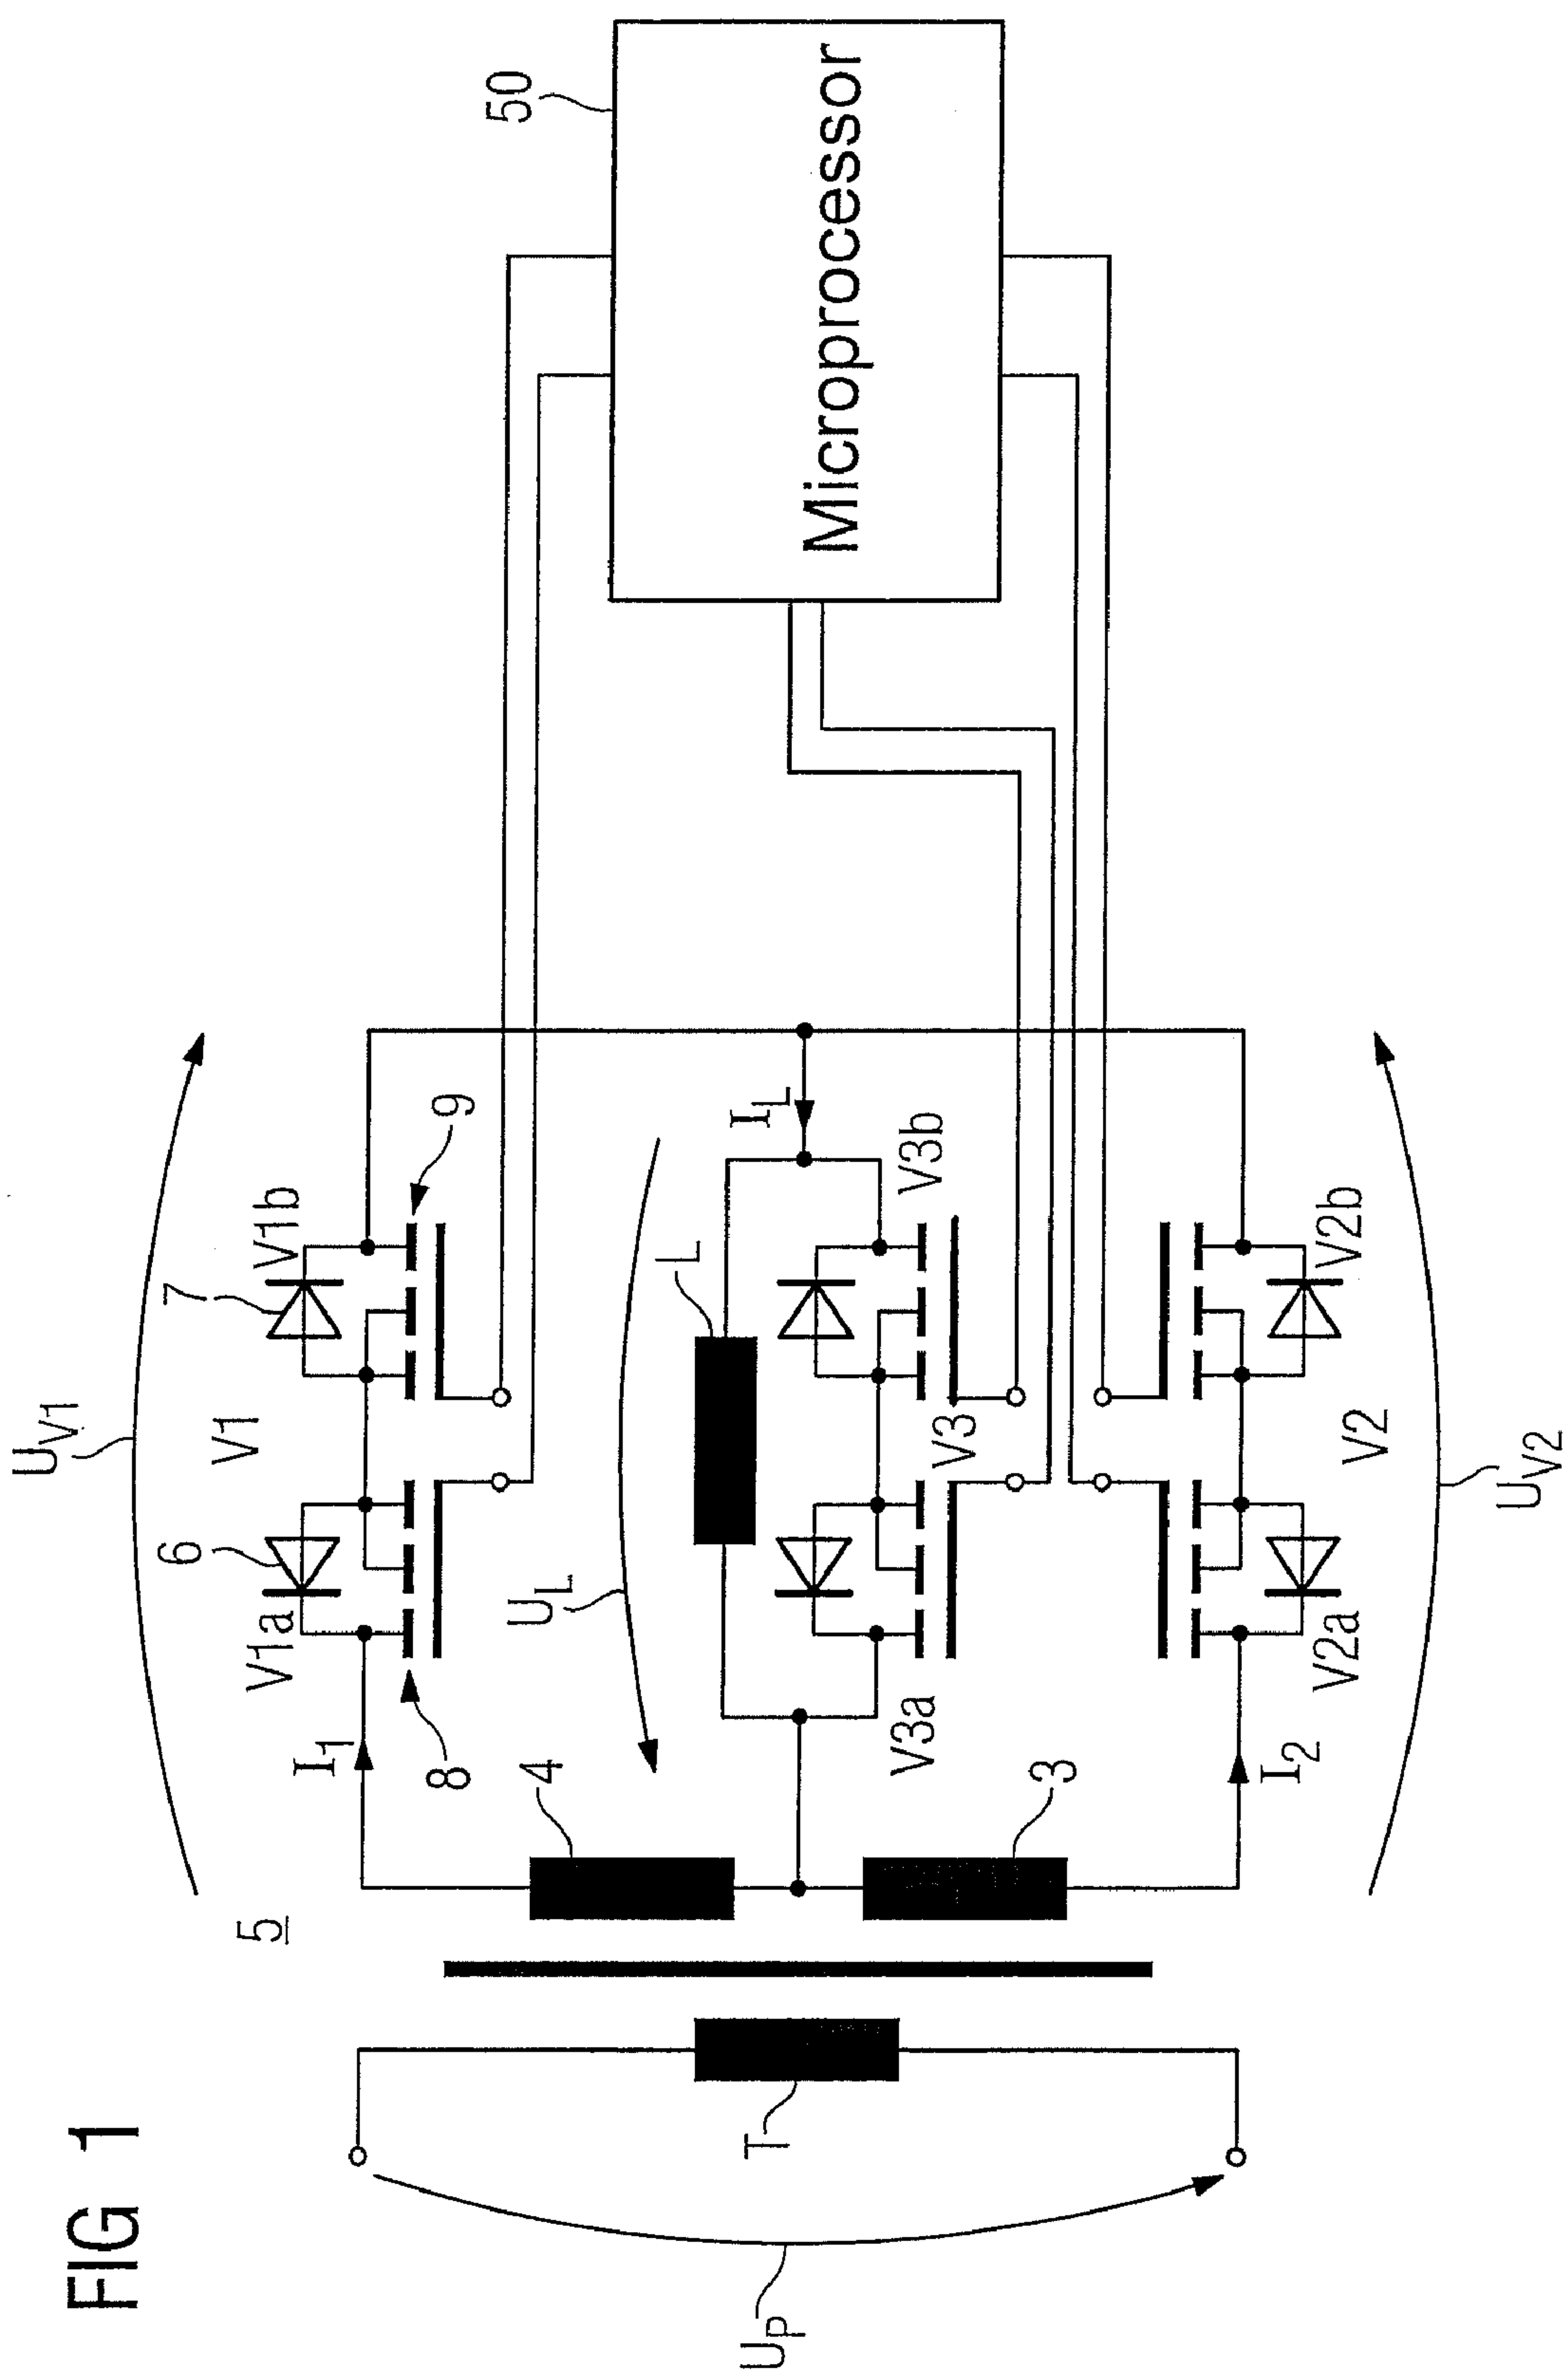 FIG 1
U_P
T
5
U_V1
V1
V1a
V1b
6
7
8
9
I_1
4
3
U_L
L
I_L
V3
V3a
V3b
I_2
V2
V2a
V2b
U_V2
50
Microprocessor